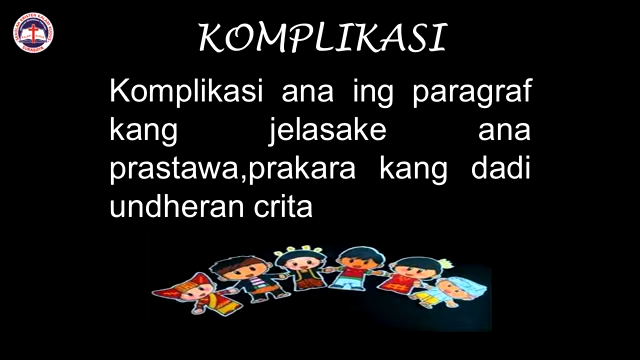 KOMPLIKASI
Komplikasi ana ing paragraf
kang jelasake ana
prastawa,prakara kang dadi
undheran crita